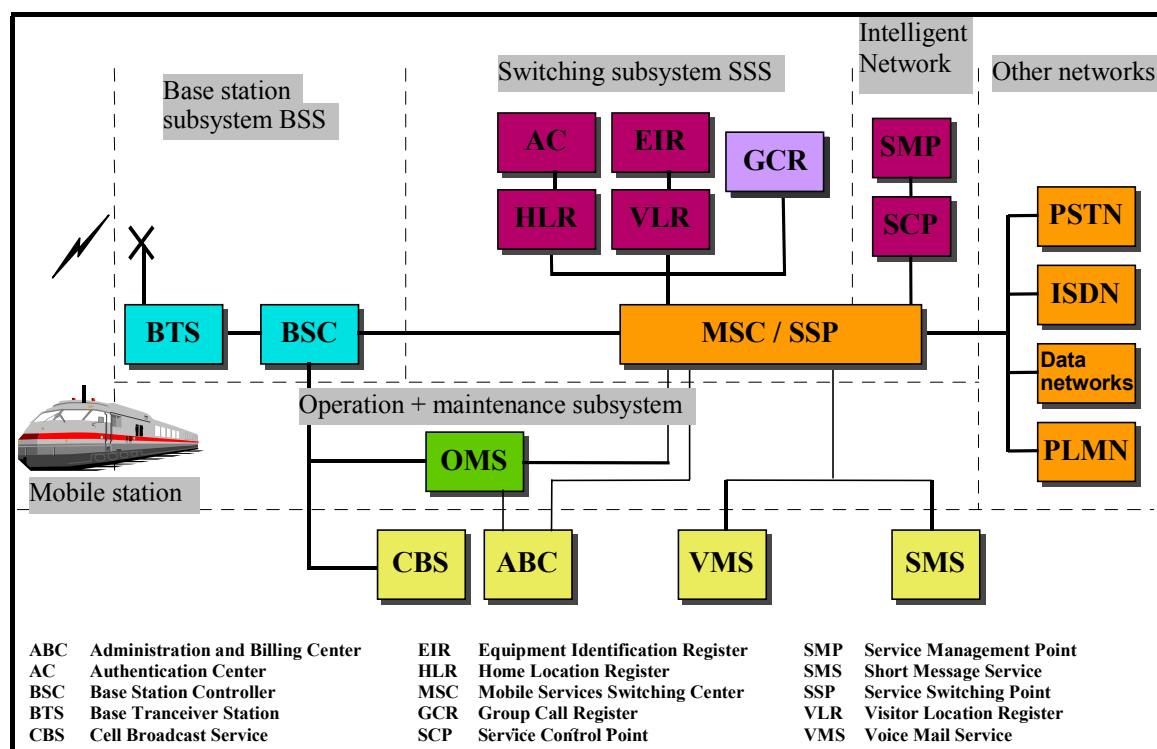 Intelligent
Network
Switching subsystem SSS
Other networks
Base station
subsystem BSS
AC
EIR
GCR
SMP
HLR
VLR
SCP
PSTN
ISDN
BTS
BSC
MSC / SSP
Data
networks
Operation + maintenance subsystem
OMS
PLMN
Mobile station
CBS
ABC
VMS
SMS
ABC Administration and Billing Center
AC Authentication Center
BSC Base Station Controller
BTS Base Tranceiver Station
CBS Cell Broadcast Service
EIR Equipment Identification Register
HLR Home Location Register
MSC Mobile Services Switching Center
GCR Group Call Register
SCP Service Control Point
SMP Service Management Point
SMS Short Message Service
SSP Service Switching Point
VLR Visitor Location Register
VMS Voice Mail Service